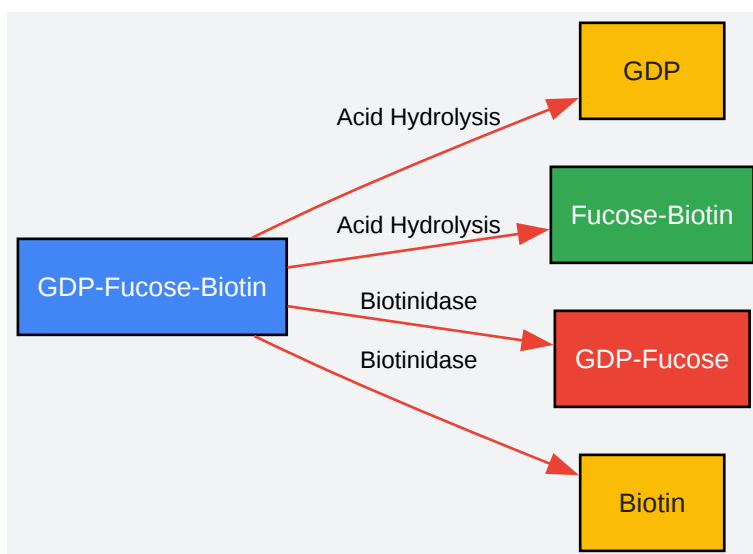 GDP
Acid Hydrolysis
Acid Hydrolysis
Fucose-Biotin
GDP-Fucose-Biotin
Biotinidase
GDP-Fucose
Biotinidase
Biotin